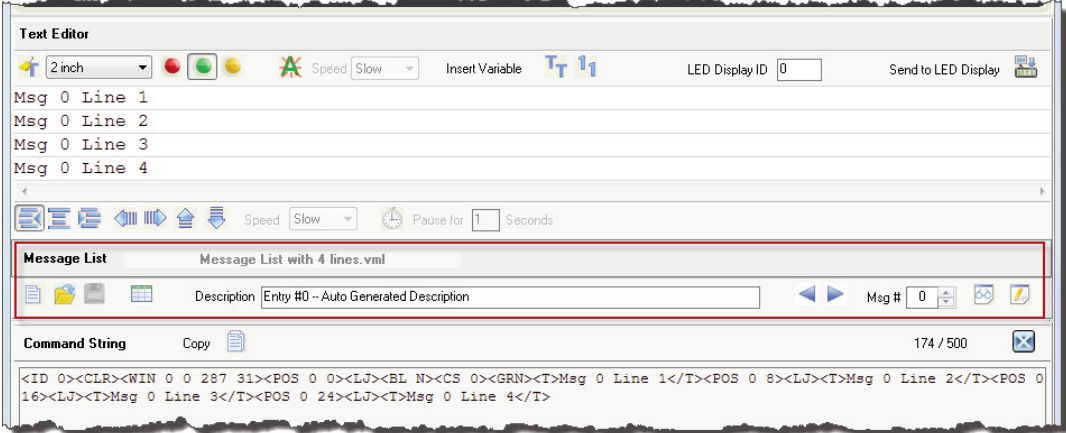 Text Editor
2 inch Speed Slow Insert Variable LED Display ID 0 Send to LED Display
Msg 0 Line 1
Msg 0 Line 2
Msg 0 Line 3
Msg 0 Line 4
Speed Slow Pause for 1 Seconds
Message List Message List with 4 lines.vml
Description Entry #0 -- Auto Generated Description Msg # 0
Command String Copy 174 / 500
<ID 0><CLR><WIN 0 0 287 31><POS 0 0><LJ><BL N><CS 0><GRN><T>Msg 0 Line 1</T><POS 0 8><LJ><T>Msg 0 Line 2</T><POS 0
16><LJ><T>Msg 0 Line 3</T><POS 0 24><LJ><T>Msg 0 Line 4</T>